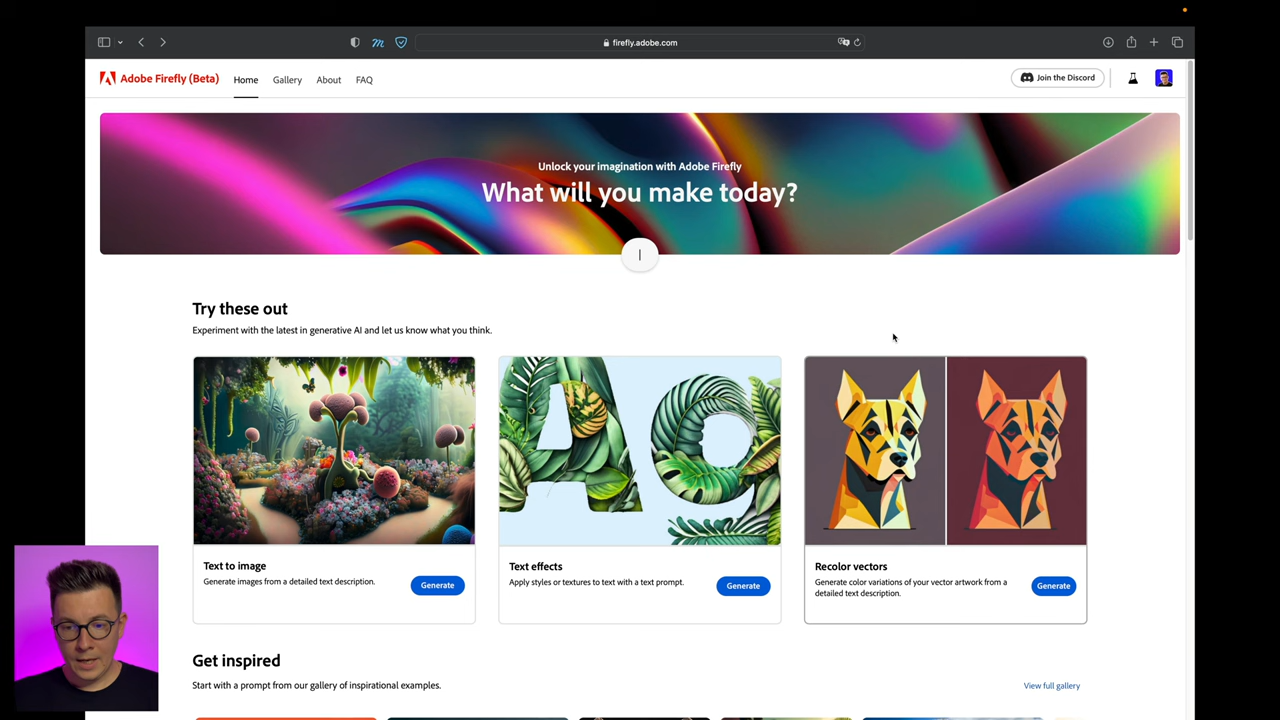 firefly.adobe.com
Adobe Firefly (Beta)
Home
Gallery
About
FAQ
Join the Discord
Unlock your imagination with Adobe Firefly
What will you make today?
Try these out
Experiment with the latest in generative AI and let us know what you think.
Ag
Text to image
Generate images from a detailed text description.
Generate
Text effects
Apply styles or textures to text with a text prompt.
Generate
Recolor vectors
Generate color variations of your vector artwork from a
detailed text description.
Generate
Get inspired
Start with a prompt from our gallery of inspirational examples.
View full gallery